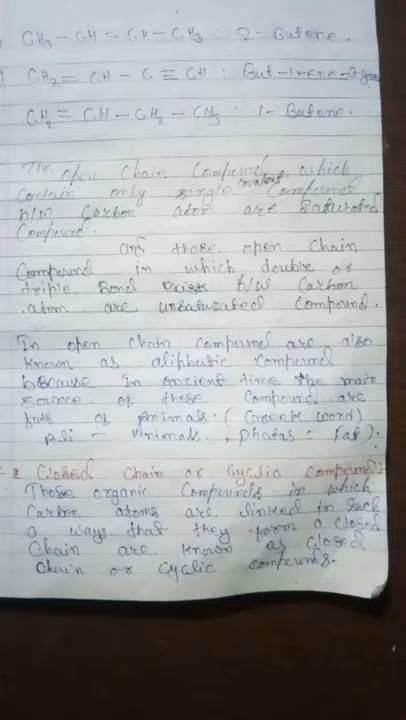 CH3 - CH = CH - CH3 : 2- Butene.
CH2 = CH - C ≡ CH : But-1-ene-3-yne
CH2 = CH - CH2 - CH3 : 1- Butene.
The open Chain Compound which
Contain only single covalent Compound
b/w Carbon atom are Saturated
Compound.
and those open Chain
Compound in which double or
triple Bond exists b/w Carbon
atom are unsaturated Compound.
In open chain Compound are also
known as aliphatic Compound
because In ancient time the main
source of these Compound are
fats of Animals. (Greek word)
Ali - Animals, phatas = fat).
2 Closed Chain or Cyclic Compound:-
Those organic Compounds in which
Carbon atoms are linked in such
a ways that they form a closed
Chain are known as closed
Chain or Cyclic compounds.